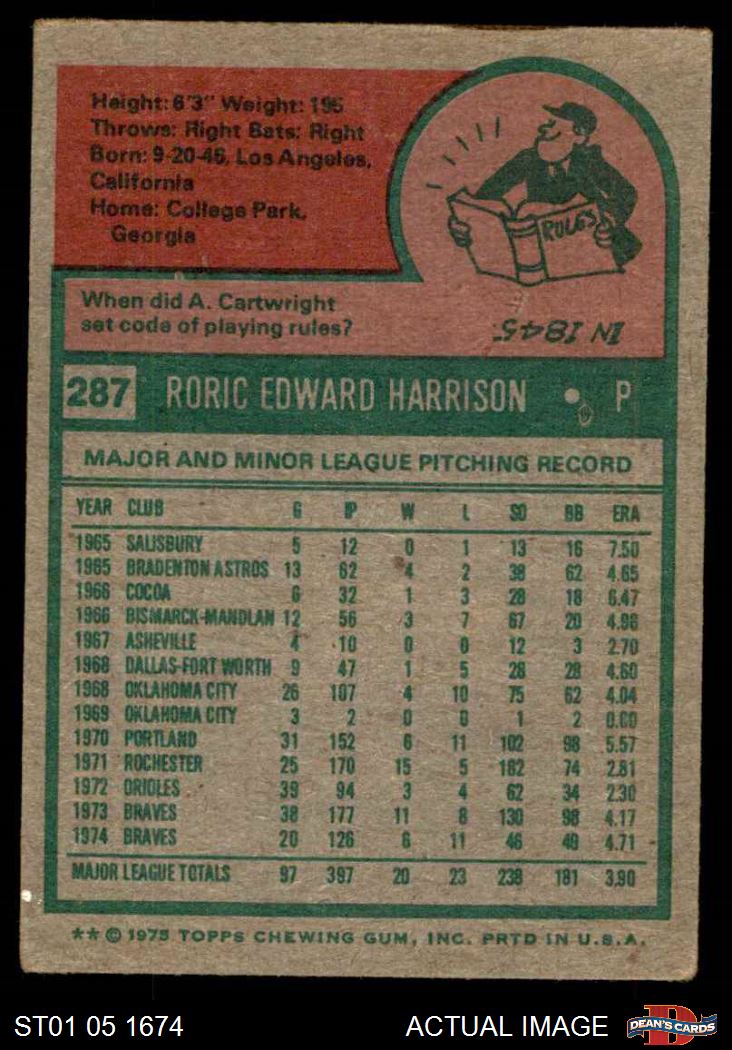 Height: 6'3" Weight: 195
Throws: Right Bats: Right
Born: 9-20-46, Los Angeles,
California
Home: College Park,
Georgia
RULES
When did A. Cartwright
set code of playing rules?
IN 1845.
287 RORIC EDWARD HARRISON • P
MAJOR AND MINOR LEAGUE PITCHING RECORD
YEAR CLUB G IP W L SO BB ERA
1965 SALISBURY 5 12 0 1 13 16 7.50
1965 BRADENTON ASTROS 13 62 4 2 38 62 4.65
1966 COCOA 6 32 1 3 28 18 6.47
1966 BISMARCK-MANDLAN 12 56 3 7 67 20 4.98
1967 ASHEVILLE 4 10 0 0 12 3 2.70
1968 DALLAS-FORT WORTH 9 47 1 5 28 28 4.60
1968 OKLAHOMA CITY 26 107 4 10 75 62 4.04
1969 OKLAHOMA CITY 3 2 0 0 1 2 0.00
1970 PORTLAND 31 152 6 11 102 98 5.57
1971 ROCHESTER 25 170 15 5 182 74 2.81
1972 ORIOLES 39 94 3 4 62 34 2.30
1973 BRAVES 38 177 11 8 130 98 4.17
1974 BRAVES 20 126 6 11 46 49 4.71
MAJOR LEAGUE TOTALS 97 397 20 23 238 181 3.90
** © 1975 TOPPS CHEWING GUM, INC. PRTD IN U.S.A.
ST01 05 1674 ACTUAL IMAGE DEAN'S CARDS